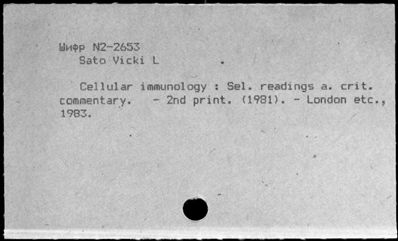 Шифр N2-2653
Sato Vicki L
Cellular immunology : Sel. readings a. crit.
commentary. - 2nd print. (1981). - London etc.,
1983.